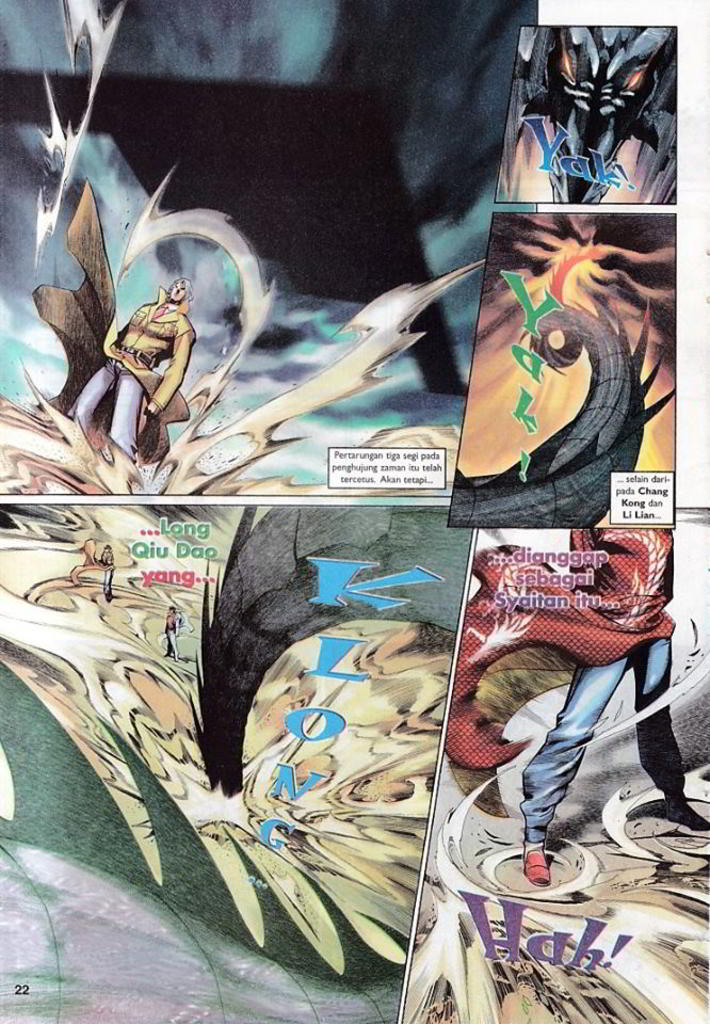 Yak!
Yak!
Pertarungan tiga segi pada
penghujung zaman itu telah
tercetus. Akan tetapi...
... selain dari-
pada Chang
Kong dan
Li Lian...
...Long
Qiu Dao
yang...
KLONG
...
...dianggap
sebagai
Syaitan itu...
Hah!
22